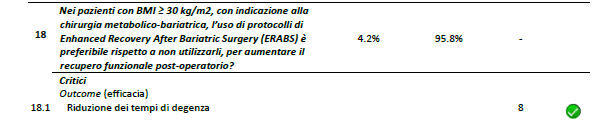 Nei pazienti con BMI ≥ 30 kg/m2, con indicazione alla
chirurgia metabolico-bariatrica, l'uso di protocolli di
18 Enhanced Recovery After Bariatric Surgery (ERABS) è 4.2% 95.8% -
preferibile rispetto a non utilizzarli, per aumentare il
recupero funzionale post-operatorio?
Critici
Outcome (efficacia)
18.1 Riduzione dei tempi di degenza 8